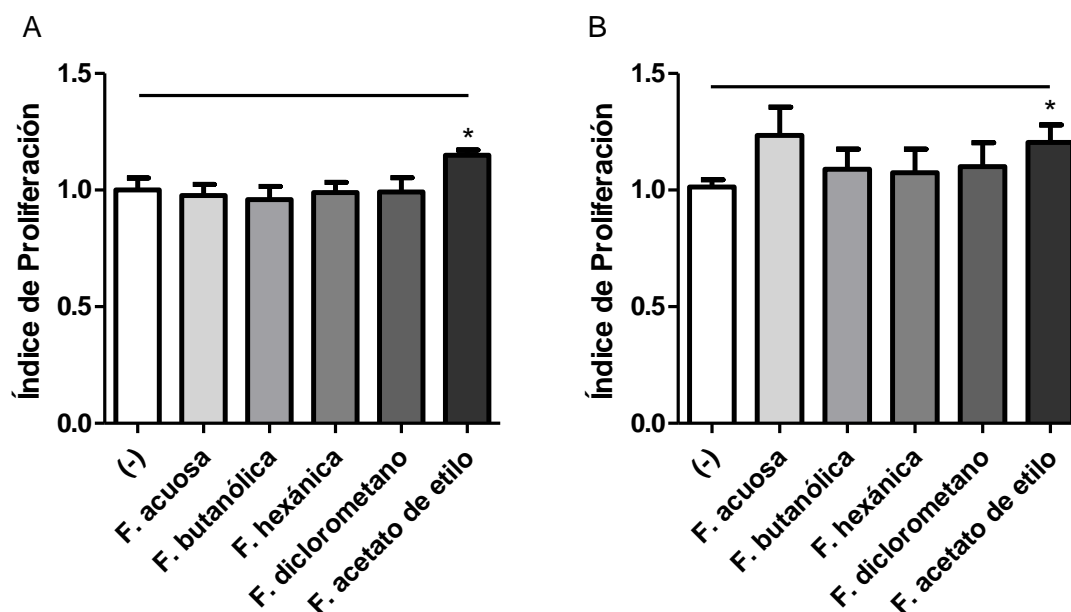 A
Índice de Proliferación
1.5
1.0
0.5
0.0
*
(-)
F. acuosa
F. butanólica
F. hexánica
F. diclorometano
F. acetato de etilo
B
Índice de Proliferación
1.5
1.0
0.5
0.0
*
(-)
F. acuosa
F. butanólica
F. hexánica
F. diclorometano
F. acetato de etilo